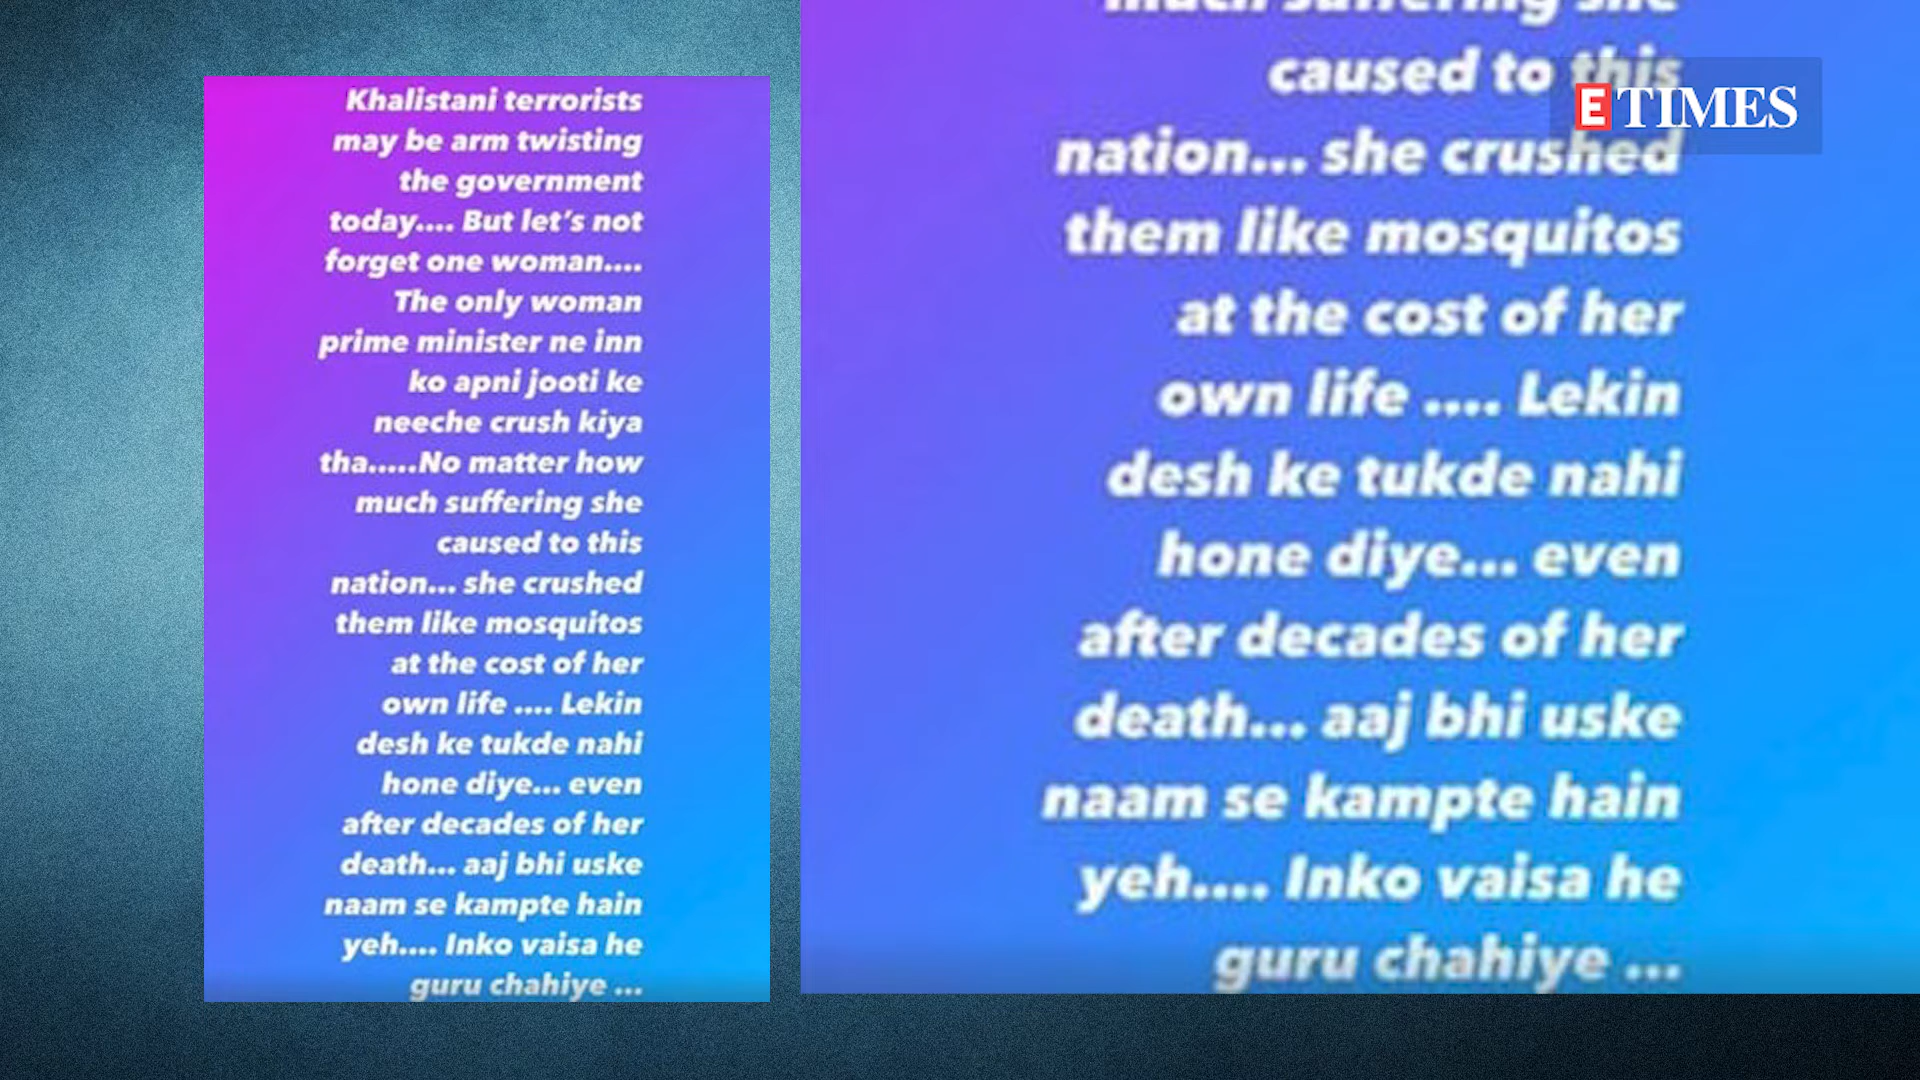 Khalistani terrorists
may be arm twisting
the government
today.... But let's not
forget one woman....
The only woman
prime minister ne inn
ko apni jooti ke
neeche crush kiya
tha.....No matter how
much suffering she
caused to this
nation... she crushed
them like mosquitos
at the cost of her
own life .... Lekin
desh ke tukde nahi
hone diye... even
after decades of her
death... aaj bhi uske
naam se kampte hain
yeh.... Inko vaisa he
guru chahiye ...
much suffering she
caused to this
nation... she crushed
them like mosquitos
at the cost of her
own life .... Lekin
desh ke tukde nahi
hone diye... even
after decades of her
death... aaj bhi uske
naam se kampte hain
yeh.... Inko vaisa he
guru chahiye ...
E TIMES